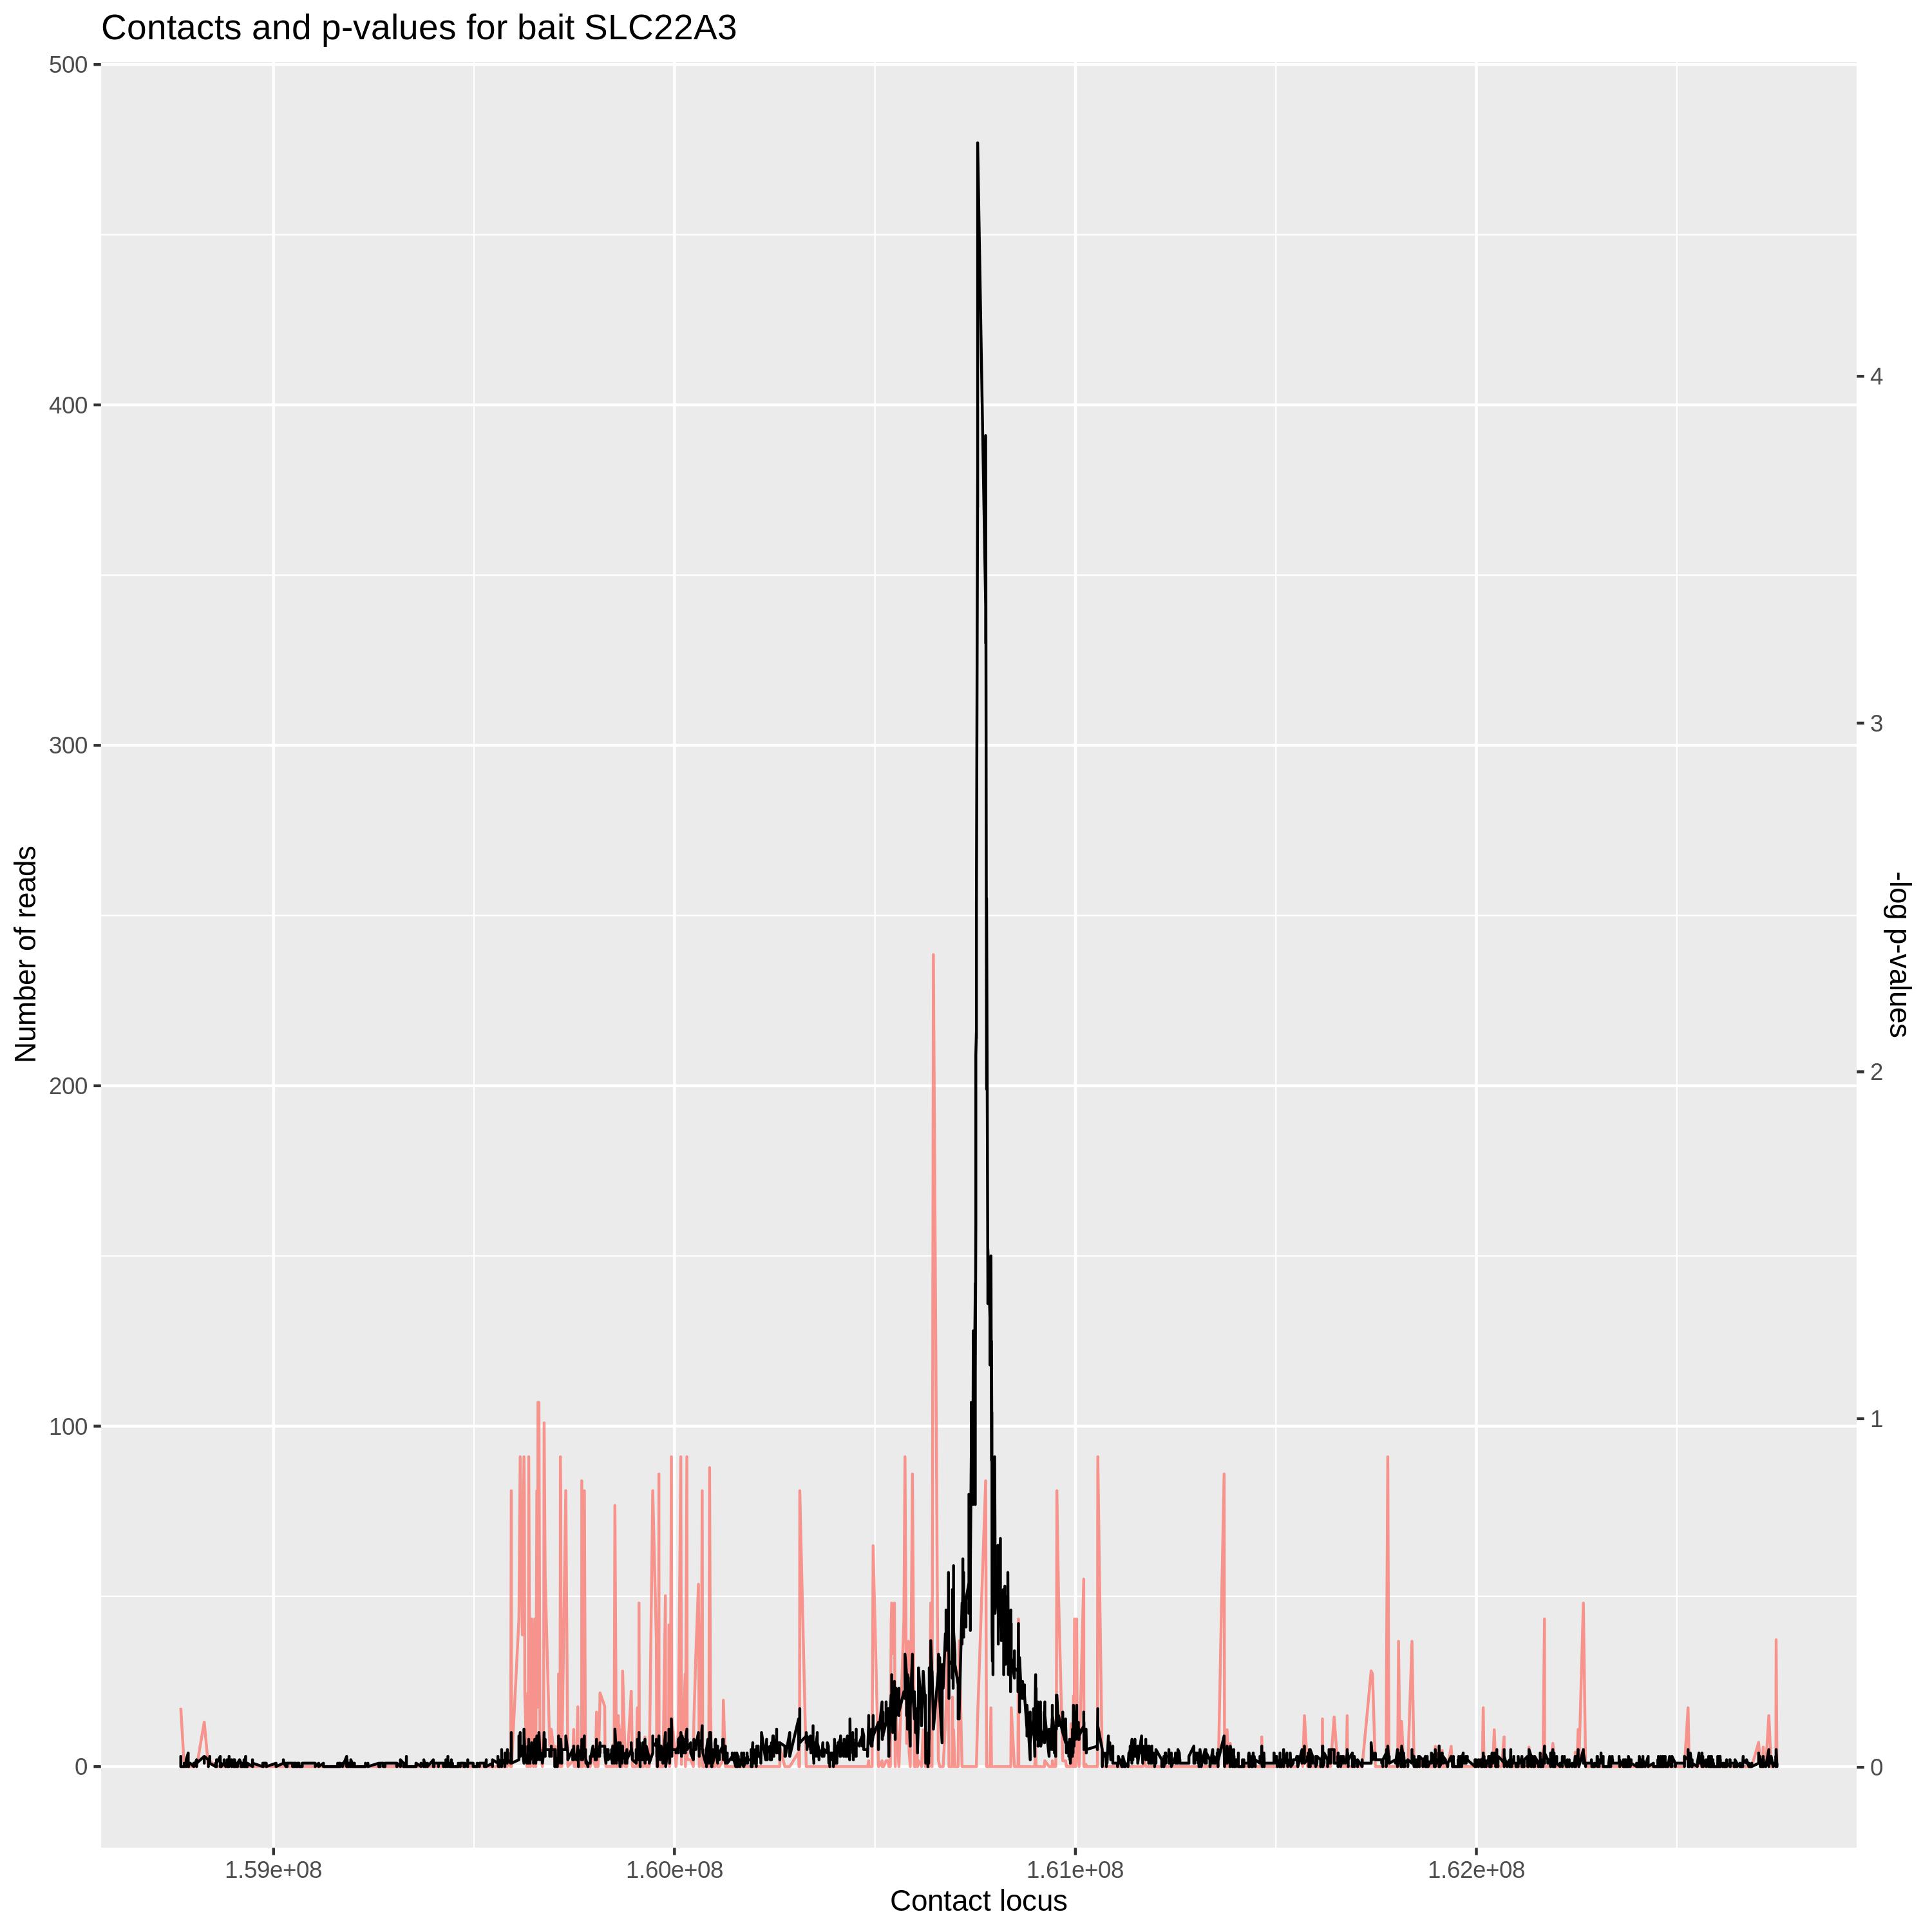 Contacts and p-values for bait SLC22A3
500
400
300
200
100
0
Number of reads
4
3
2
1
0
-log p-values
1.59e+08 1.60e+08 1.61e+08 1.62e+08
Contact locus